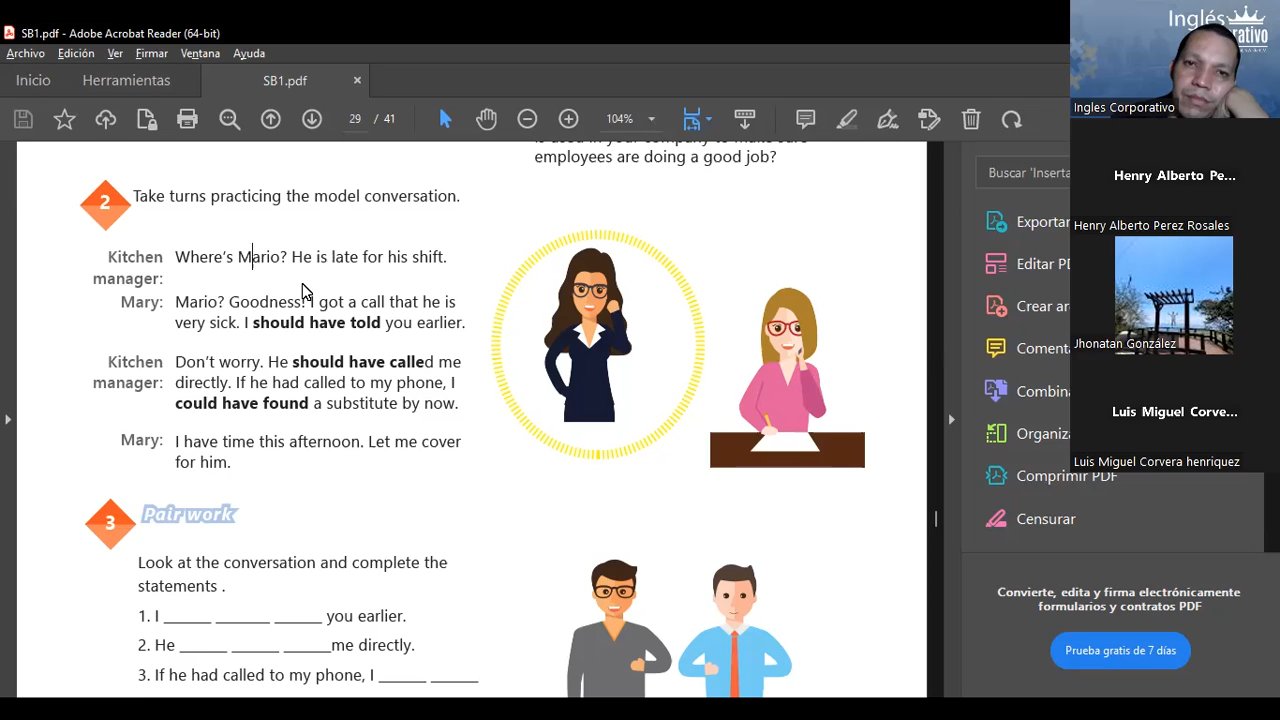 SB1.pdf - Adobe Acrobat Reader (64-bit)
Archivo Edición Ver Firmar Ventana Ayuda
Inicio Herramientas SB1.pdf ×
29 / 41 104%
employees are doing a good job?
2 Take turns practicing the model conversation.
Kitchen manager: Where's Mario? He is late for his shift.
Mary: Mario? Goodness! I got a call that he is
very sick. I should have told you earlier.
Kitchen manager: Don't worry. He should have called me
directly. If he had called to my phone, I
could have found a substitute by now.
Mary: I have time this afternoon. Let me cover
for him.
3 Pair work
Look at the conversation and complete the
statements .
1. I ______ ______ ______ you earlier.
2. He ______ ______ ______me directly.
3. If he had called to my phone, I ______ ______
Buscar 'Inserta
Exportar
Editar PD
Crear ar
Comenta
Combina
Organiza
Comprimir PDF
Censurar
Convierte, edita y firma electrónicamente
formularios y contratos PDF
Prueba gratis de 7 días
Inglés
Ingles Corporativo
Henry Alberto Pe...
Henry Alberto Perez Rosales
Jhonatan González
Luis Miguel Corve...
Luis Miguel Corvera henriquez